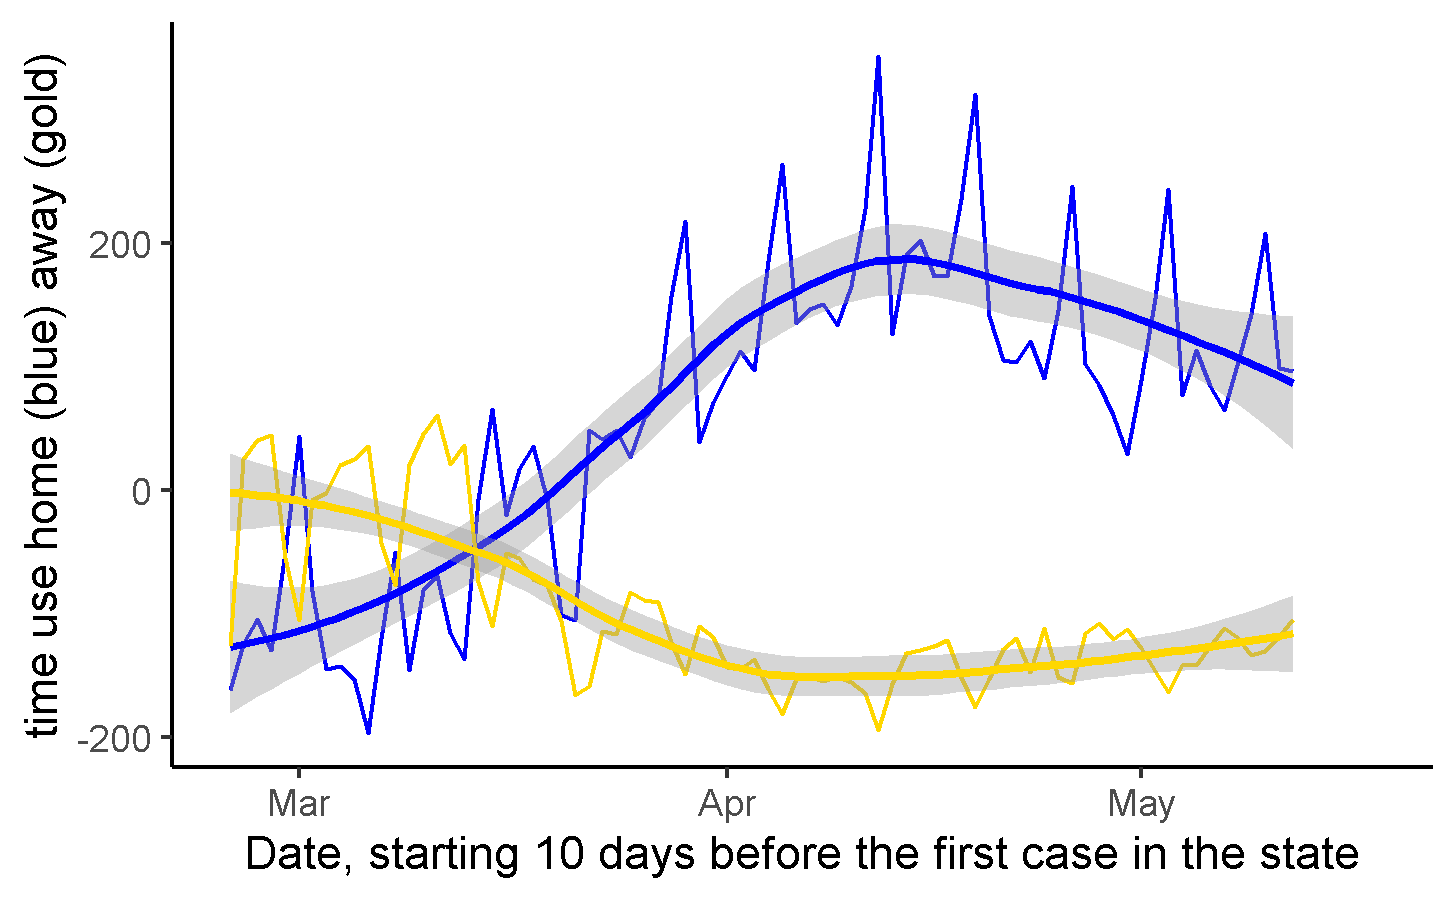 time use home (blue) away (gold)
200
0
-200
Mar Apr May
Date, starting 10 days before the first case in the state